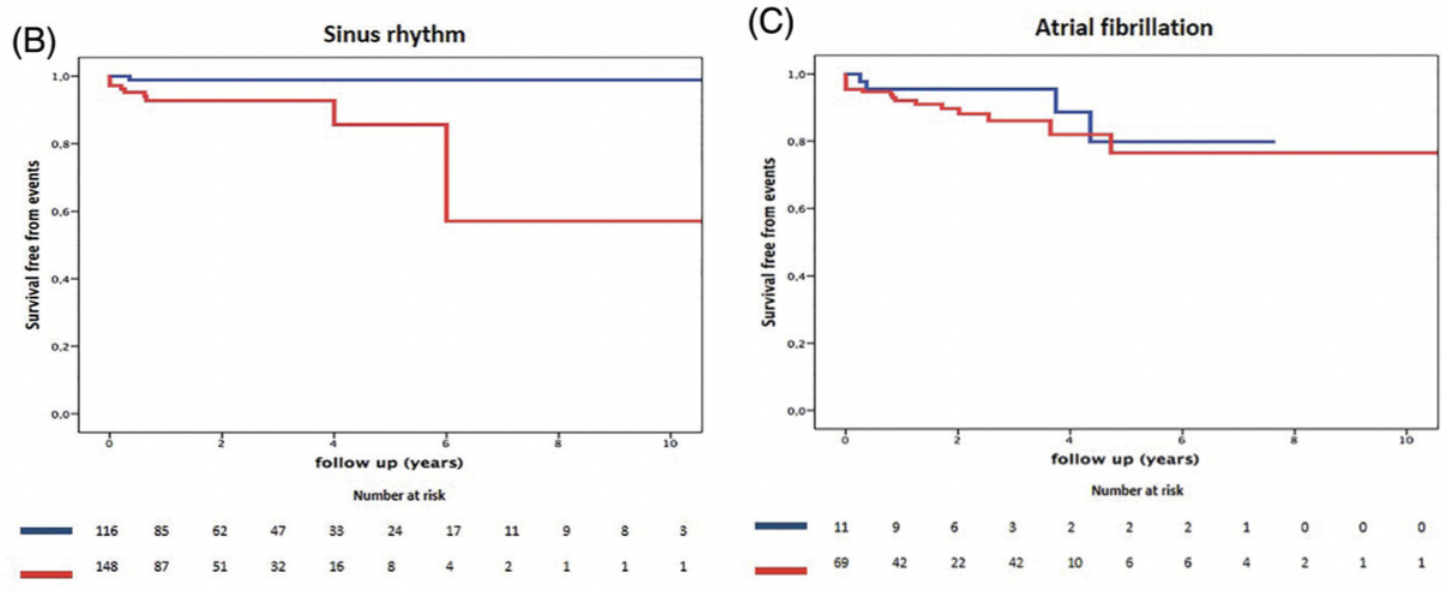 (B)
Sinus rhythm
Survival free from events
1,0
0,8
0,6
0,4
0,2
0,0
0 2 4 6 8 10
follow up (years)
Number at risk
116 85 62 47 33 24 17 11 9 8 3
148 87 51 32 16 8 4 2 1 1 1
(C)
Atrial fibrillation
Survival free from events
1,0
0,8
0,6
0,4
0,2
0,0
0 2 4 6 8 10
follow up (years)
Number at risk
11 9 6 3 2 2 2 1 0 0 0
69 42 22 42 10 6 6 4 2 1 1